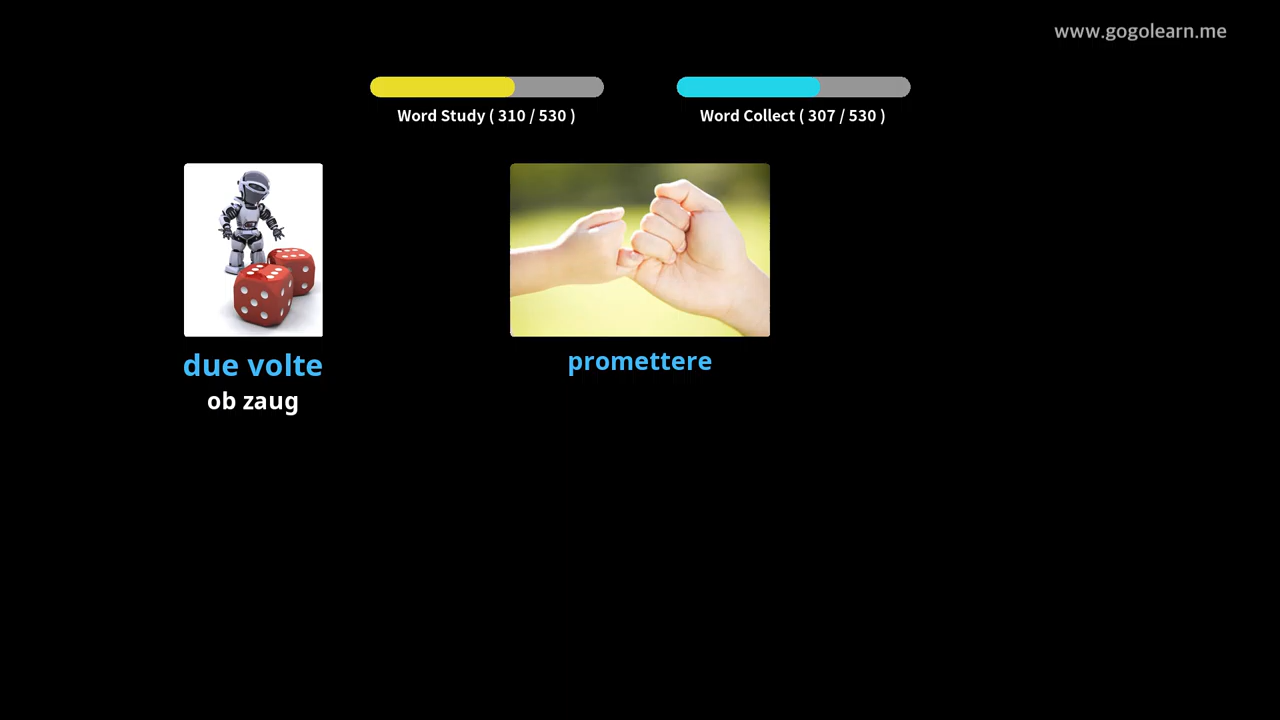 www.gogolearn.me
Word Study ( 310 / 530 )
Word Collect ( 307 / 530 )
due volte
ob zaug
promettere